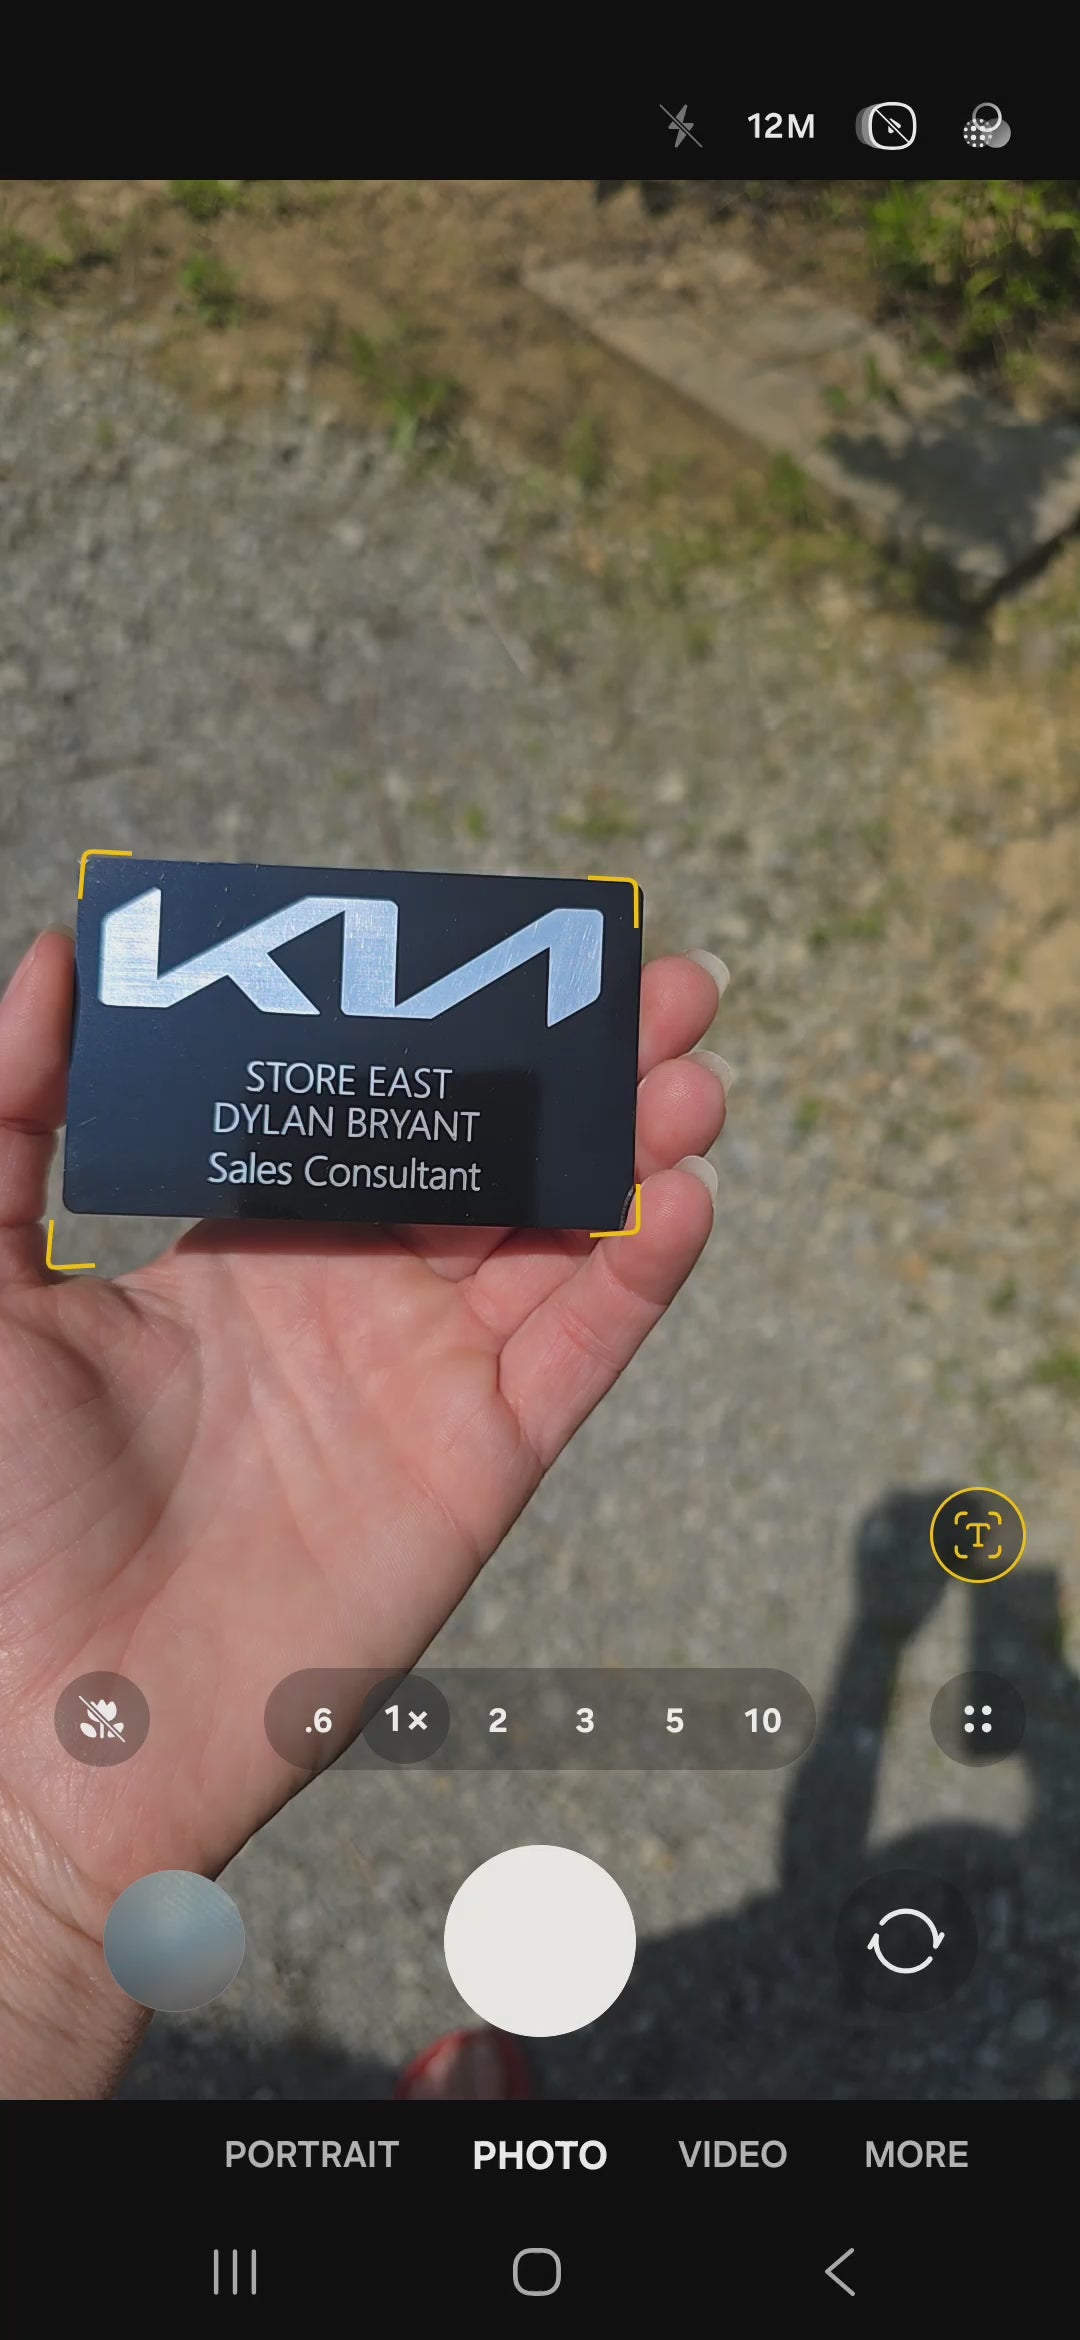 12M
KIA
STORE EAST
DYLAN BRYANT
Sales Consultant
T
.6 1× 2 3 5 10
PORTRAIT PHOTO VIDEO MORE